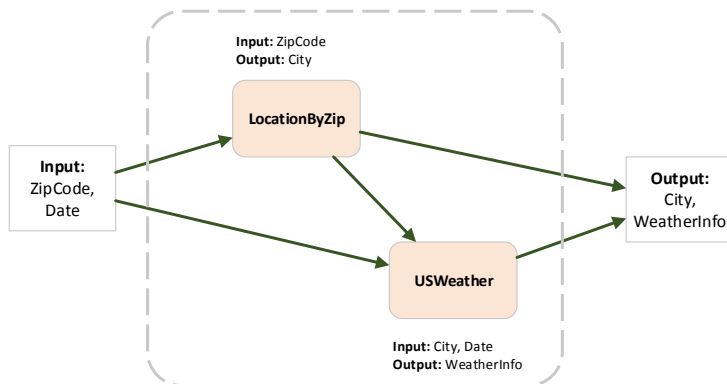 Input: ZipCode
Output: City
LocationByZip
Input:
ZipCode,
Date
Output:
City,
WeatherInfo
USWeather
Input: City, Date
Output: WeatherInfo